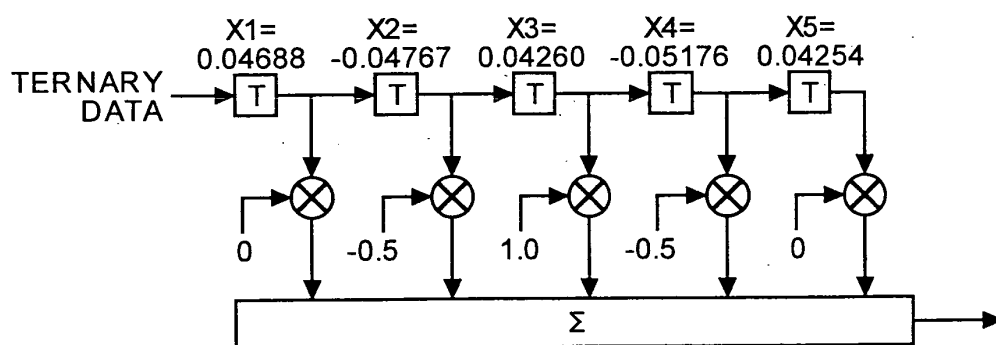 X1= X2= X3= X4= X5=
0.04688 -0.04767 0.04260 -0.05176 0.04254
TERNARY
DATA
T T T T T
0 -0.5 1.0 -0.5 0
Σ